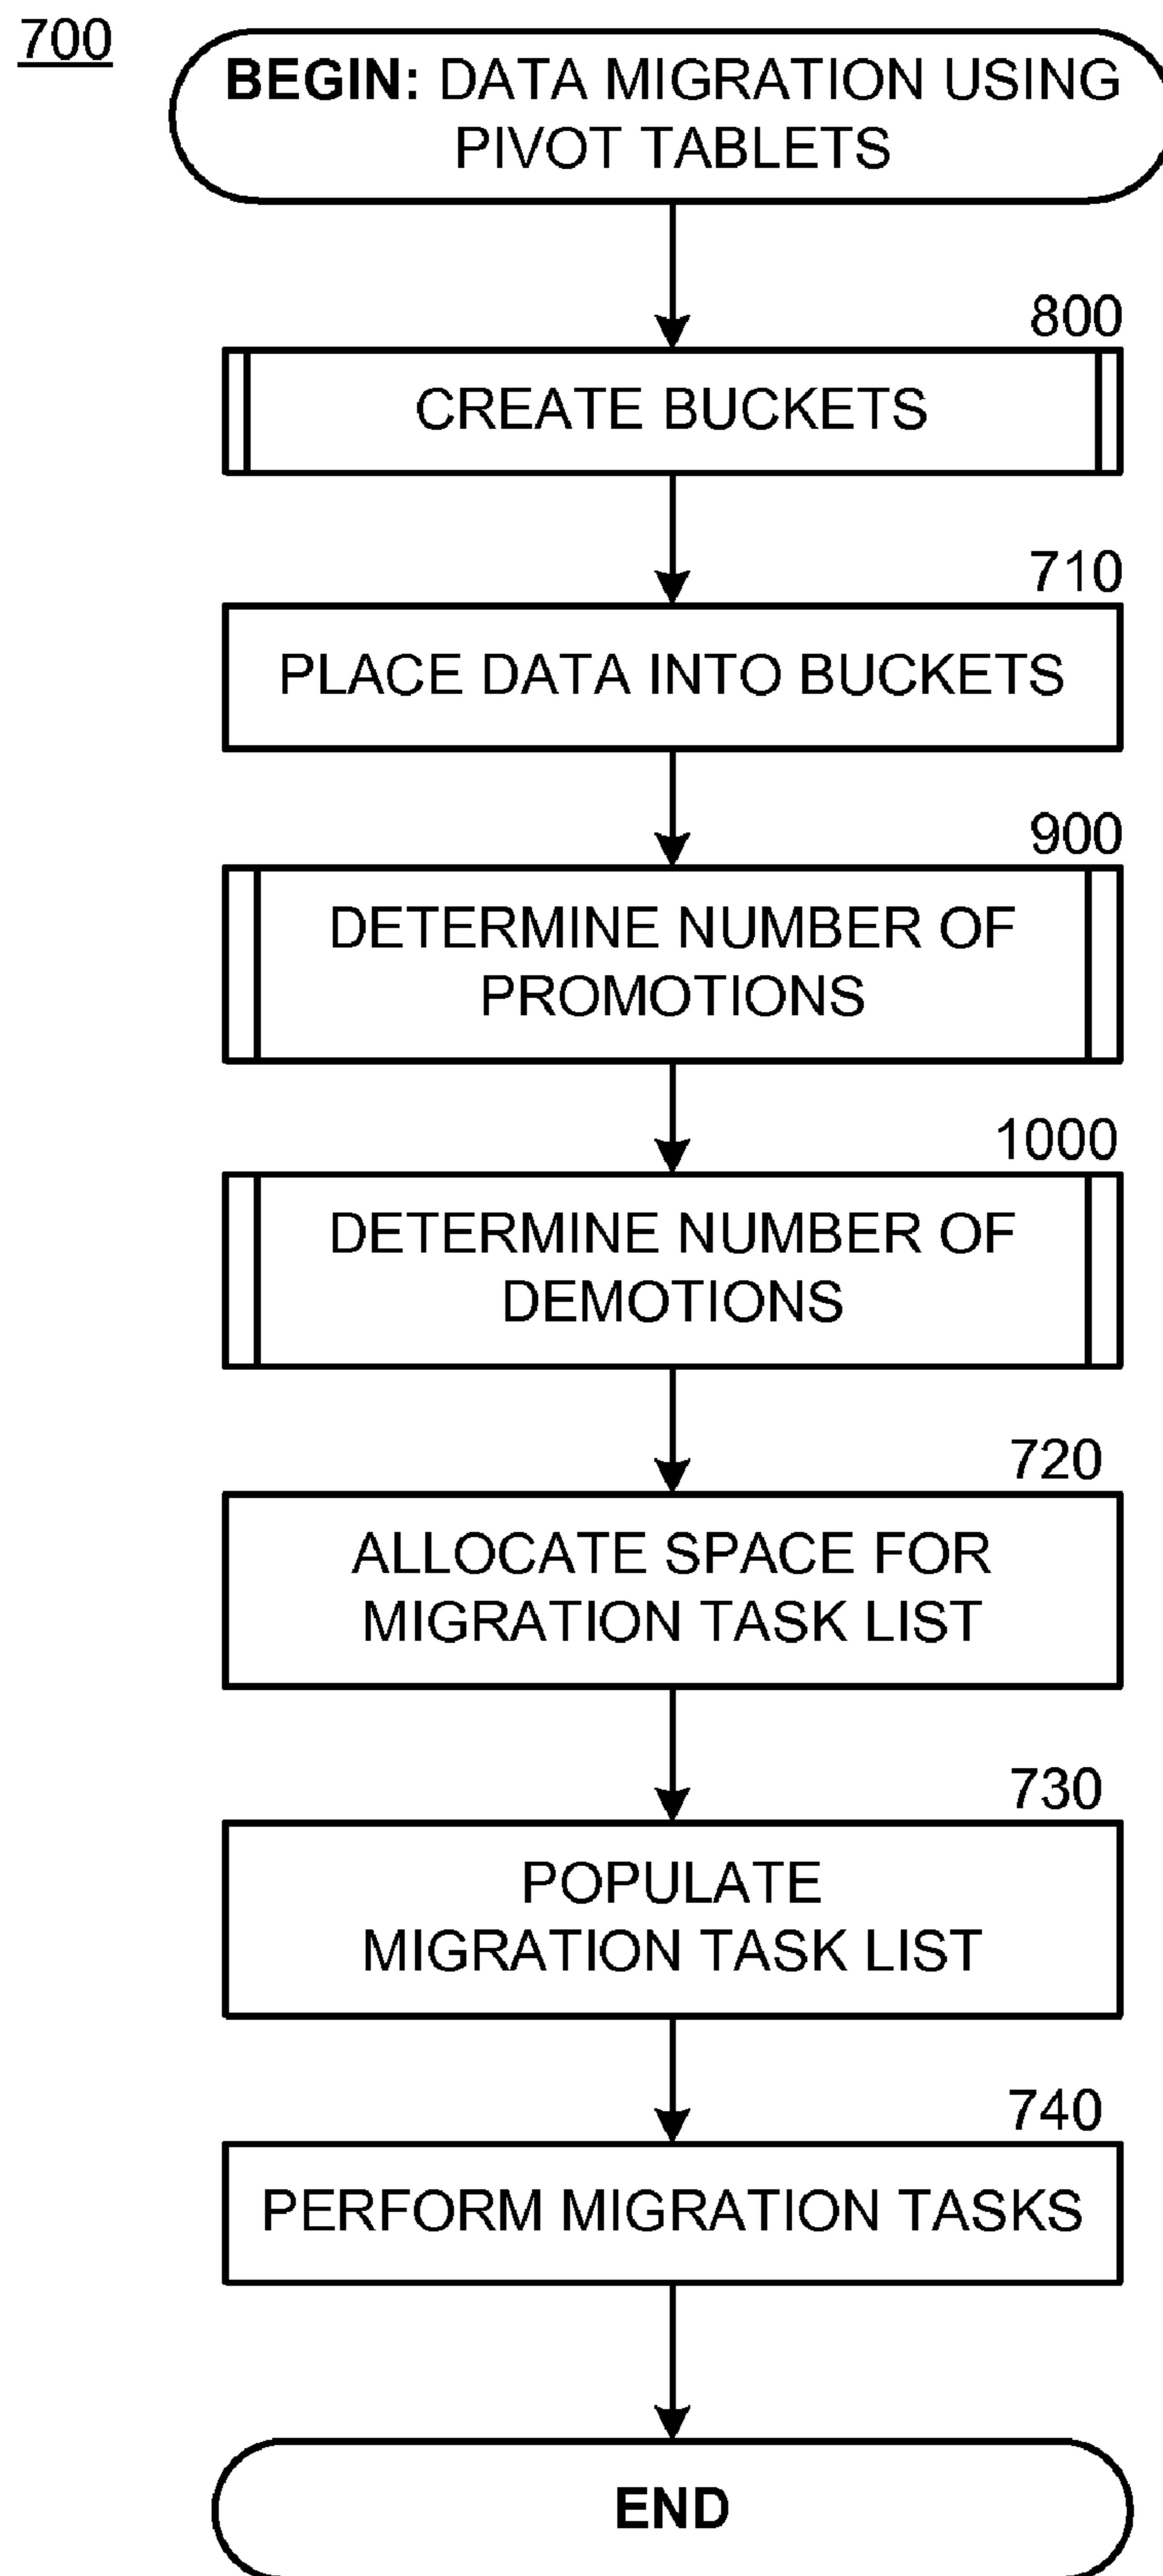 700
BEGIN: DATA MIGRATION USING
PIVOT TABLETS
800
CREATE BUCKETS
710
PLACE DATA INTO BUCKETS
900
DETERMINE NUMBER OF
PROMOTIONS
1000
DETERMINE NUMBER OF
DEMOTIONS
720
ALLOCATE SPACE FOR
MIGRATION TASK LIST
730
POPULATE
MIGRATION TASK LIST
740
PERFORM MIGRATION TASKS
END